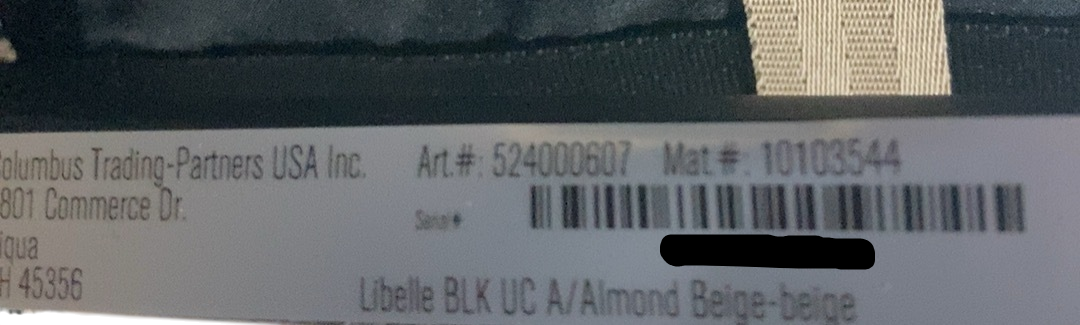 olumbus Trading-Partners USA Inc. Art.#: 524000607 Mat.#: 10103544
801 Commerce Dr.
Serial#
iqua
H 45356
Libelle BLK UC A/Almond Beige-beige